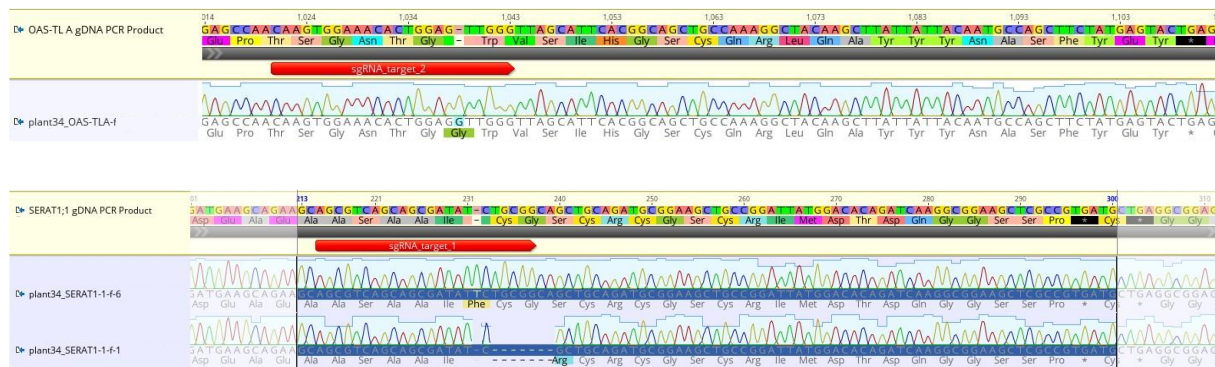 014 1,024 1,034 1,043 1,053 1,063 1,073 1,083 1,093 1,103
OAS-TL A gDNA PCR Product GAGCCAACAAGTGGAAACACTGGAG-TTGGGTTAGCATTCACGGCAGCTGCCAAAGGCTACAAGCTTATTATTACAATGCCAGCTTCTATGAGTACTGAG
Glu Pro Thr Ser Gly Asn Thr Gly - Trp Val Ser Ile His Gly Ser Cys Gln Arg Leu Gln Ala Tyr Tyr Tyr Asn Ala Ser Phe Tyr Glu Tyr *
sgRNA_target_2
plant34_OAS-TLA-f GAGCCAACAAGTGGAAACACTGGAGGTTGGGTTAGCATTCACGGCAGCTGCCAAAGGCTACAAGCTTATTATTACAATGCCAGCTTCTATGAGTACTGAG
Glu Pro Thr Ser Gly Asn Thr Gly Gly Trp Val Ser Ile His Gly Ser Cys Gln Arg Leu Gln Ala Tyr Tyr Tyr Asn Ala Ser Phe Tyr Glu Tyr *
01 213 221 231 240 250 260 270 280 290 300 310
SERAT1;1 gDNA PCR Product GATGAAGCAGAAGCAGCGTCAGCAGCGATAT-CTGCGGCAGCTGCAGATGCGGAAGCTGCCGGATTATGGACACAGATCAAGGCGGAAGCTCGCCGTGATGCTGAGGCGGAG
Asp Glu Ala Glu Ala Ala Ser Ala Ala Ile - Cys Gly Ser Cys Arg Cys Gly Ser Cys Arg Ile Met Asp Thr Asp Gln Gly Gly Ser Ser Pro * Cys * Gly Gly
sgRNA_target_1
plant34_SERAT1-1-f-6 GATGAAGCAGAAGCAGCGTCAGCAGCGATATTCTGCGGCAGCTGCAGATGCGGAAGCTGCCGGATTATGGACACAGATCAAGGCGGAAGCTCGCCGTGATGCTGAGGCGGAG
Asp Glu Ala Glu Ala Ala Ser Ala Ala Ile Phe Cys Gly Ser Cys Arg Cys Gly Ser Cys Arg Ile Met Asp Thr Asp Gln Gly Gly Ser Ser Pro * Cys * Gly Gly
plant34_SERAT1-1-f-1 GATGAAGCAGAAGCAGCGTCAGCAGCGATAT-C-------GCTGCAGATGCGGAAGCTGCCGGATTATGGACACAGATCAAGGCGGAAGCTCGCCGTGATGCTGAGGCGGAG
Asp Glu Ala Glu Ala Ala Ser Ala Ala Ile -------Arg Cys Arg Cys Gly Ser Cys Arg Ile Met Asp Thr Asp Gln Gly Gly Ser Ser Pro * Cys * Gly Gly